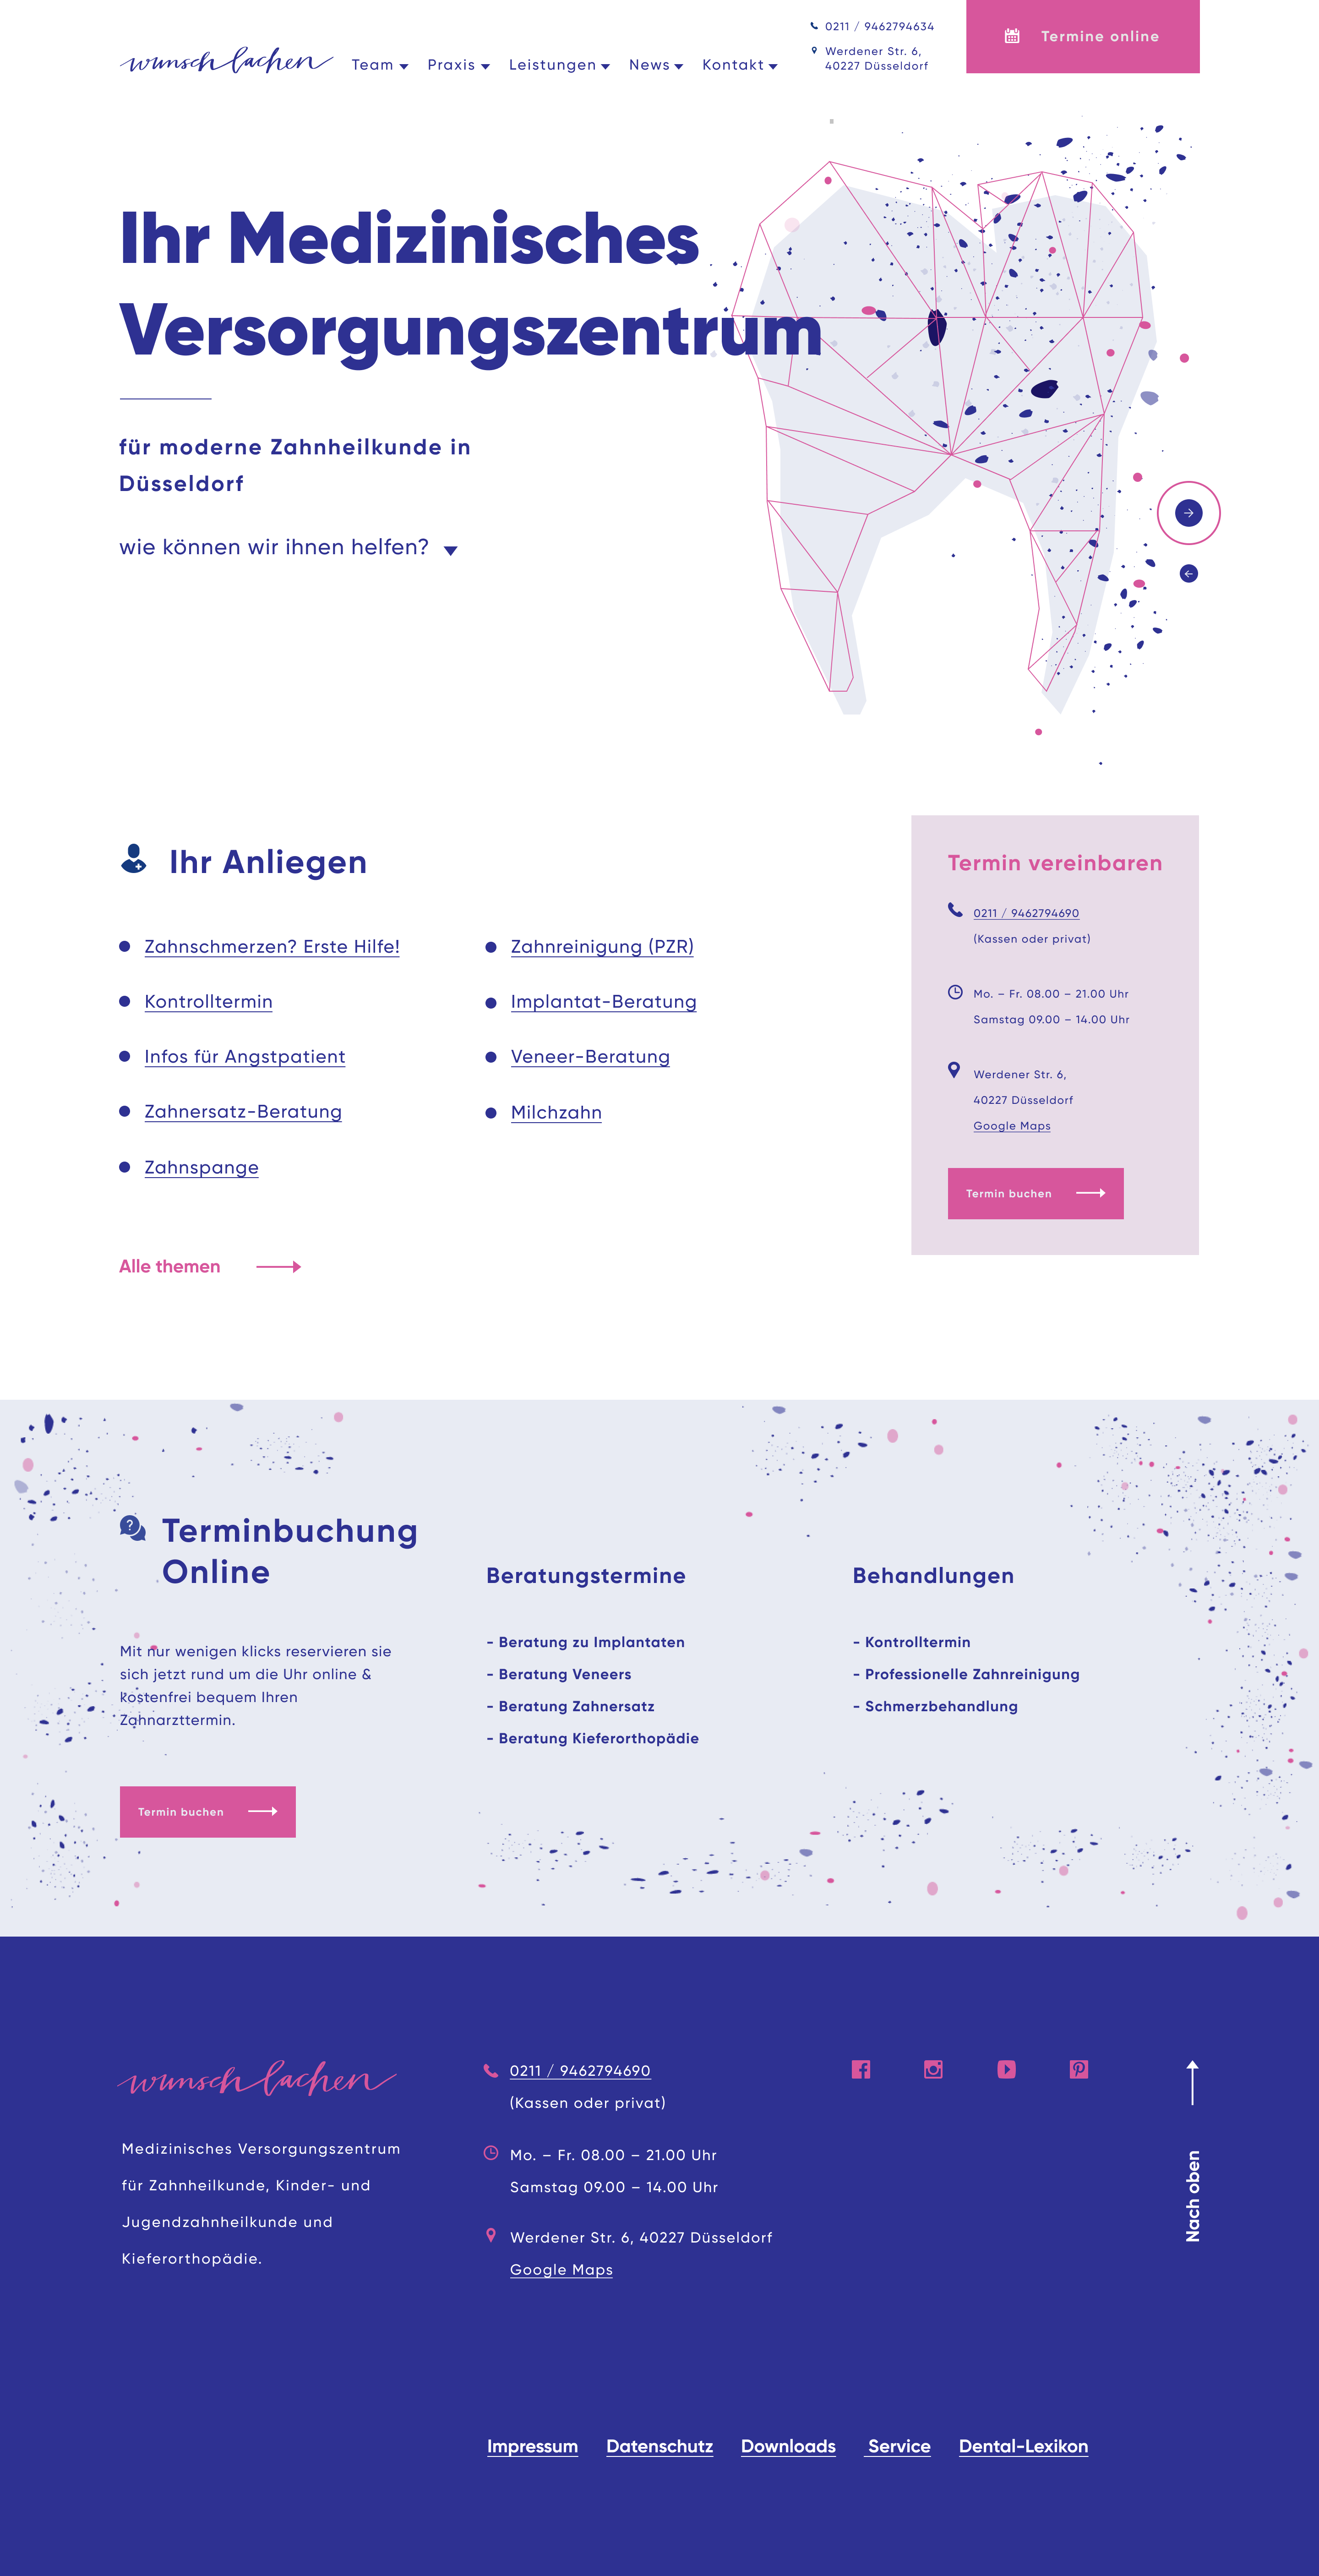 wunschlachen
Team
Praxis
Leistungen
News
Kontakt
0211 / 9462794634
Werdener Str. 6,
40227 Düsseldorf
Termine online
Ihr Medizinisches
Versorgungszentrum
für moderne Zahnheilkunde in
Düsseldorf
wie können wir ihnen helfen?
Ihr Anliegen
Zahnschmerzen? Erste Hilfe!
Kontrolltermin
Infos für Angstpatient
Zahnersatz-Beratung
Zahnspange
Zahnreinigung (PZR)
Implantat-Beratung
Veneer-Beratung
Milchzahn
Alle themen
Termin vereinbaren
0211 / 9462794690
(Kassen oder privat)
Mo. – Fr. 08.00 – 21.00 Uhr
Samstag 09.00 – 14.00 Uhr
Werdener Str. 6,
40227 Düsseldorf
Google Maps
Termin buchen
Terminbuchung
Online
Mit nur wenigen klicks reservieren sie
sich jetzt rund um die Uhr online &
kostenfrei bequem Ihren
Zahnarzttermin.
Termin buchen
Beratungstermine
- Beratung zu Implantaten
- Beratung Veneers
- Beratung Zahnersatz
- Beratung Kieferorthopädie
Behandlungen
- Kontrolltermin
- Professionelle Zahnreinigung
- Schmerzbehandlung
wunschlachen
Medizinisches Versorgungszentrum
für Zahnheilkunde, Kinder- und
Jugendzahnheilkunde und
Kieferorthopädie.
0211 / 9462794690
(Kassen oder privat)
Mo. – Fr. 08.00 – 21.00 Uhr
Samstag 09.00 – 14.00 Uhr
Werdener Str. 6, 40227 Düsseldorf
Google Maps
Nach oben
Impressum
Datenschutz
Downloads
Service
Dental-Lexikon